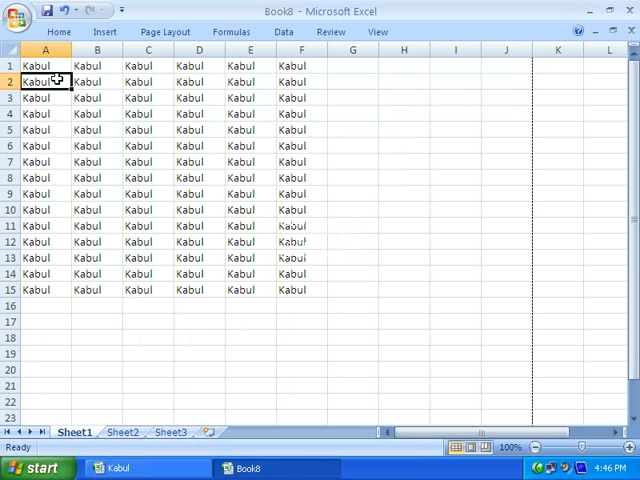 Book8 - Microsoft Excel
Home Insert Page Layout Formulas Data Review View
A B C D E F G H I J K L
1 Kabul Kabul Kabul Kabul Kabul Kabul
2 Kabul Kabul Kabul Kabul Kabul Kabul
3 Kabul Kabul Kabul Kabul Kabul Kabul
4 Kabul Kabul Kabul Kabul Kabul Kabul
5 Kabul Kabul Kabul Kabul Kabul Kabul
6 Kabul Kabul Kabul Kabul Kabul Kabul
7 Kabul Kabul Kabul Kabul Kabul Kabul
8 Kabul Kabul Kabul Kabul Kabul Kabul
9 Kabul Kabul Kabul Kabul Kabul Kabul
10 Kabul Kabul Kabul Kabul Kabul Kabul
11 Kabul Kabul Kabul Kabul Kabul Kabul
12 Kabul Kabul Kabul Kabul Kabul Kabul
13 Kabul Kabul Kabul Kabul Kabul Kabul
14 Kabul Kabul Kabul Kabul Kabul Kabul
15 Kabul Kabul Kabul Kabul Kabul Kabul
16
17
18
19
20
21
22
23
Sheet1 Sheet2 Sheet3
Ready 100%
start Kabul Book8 4:46 PM